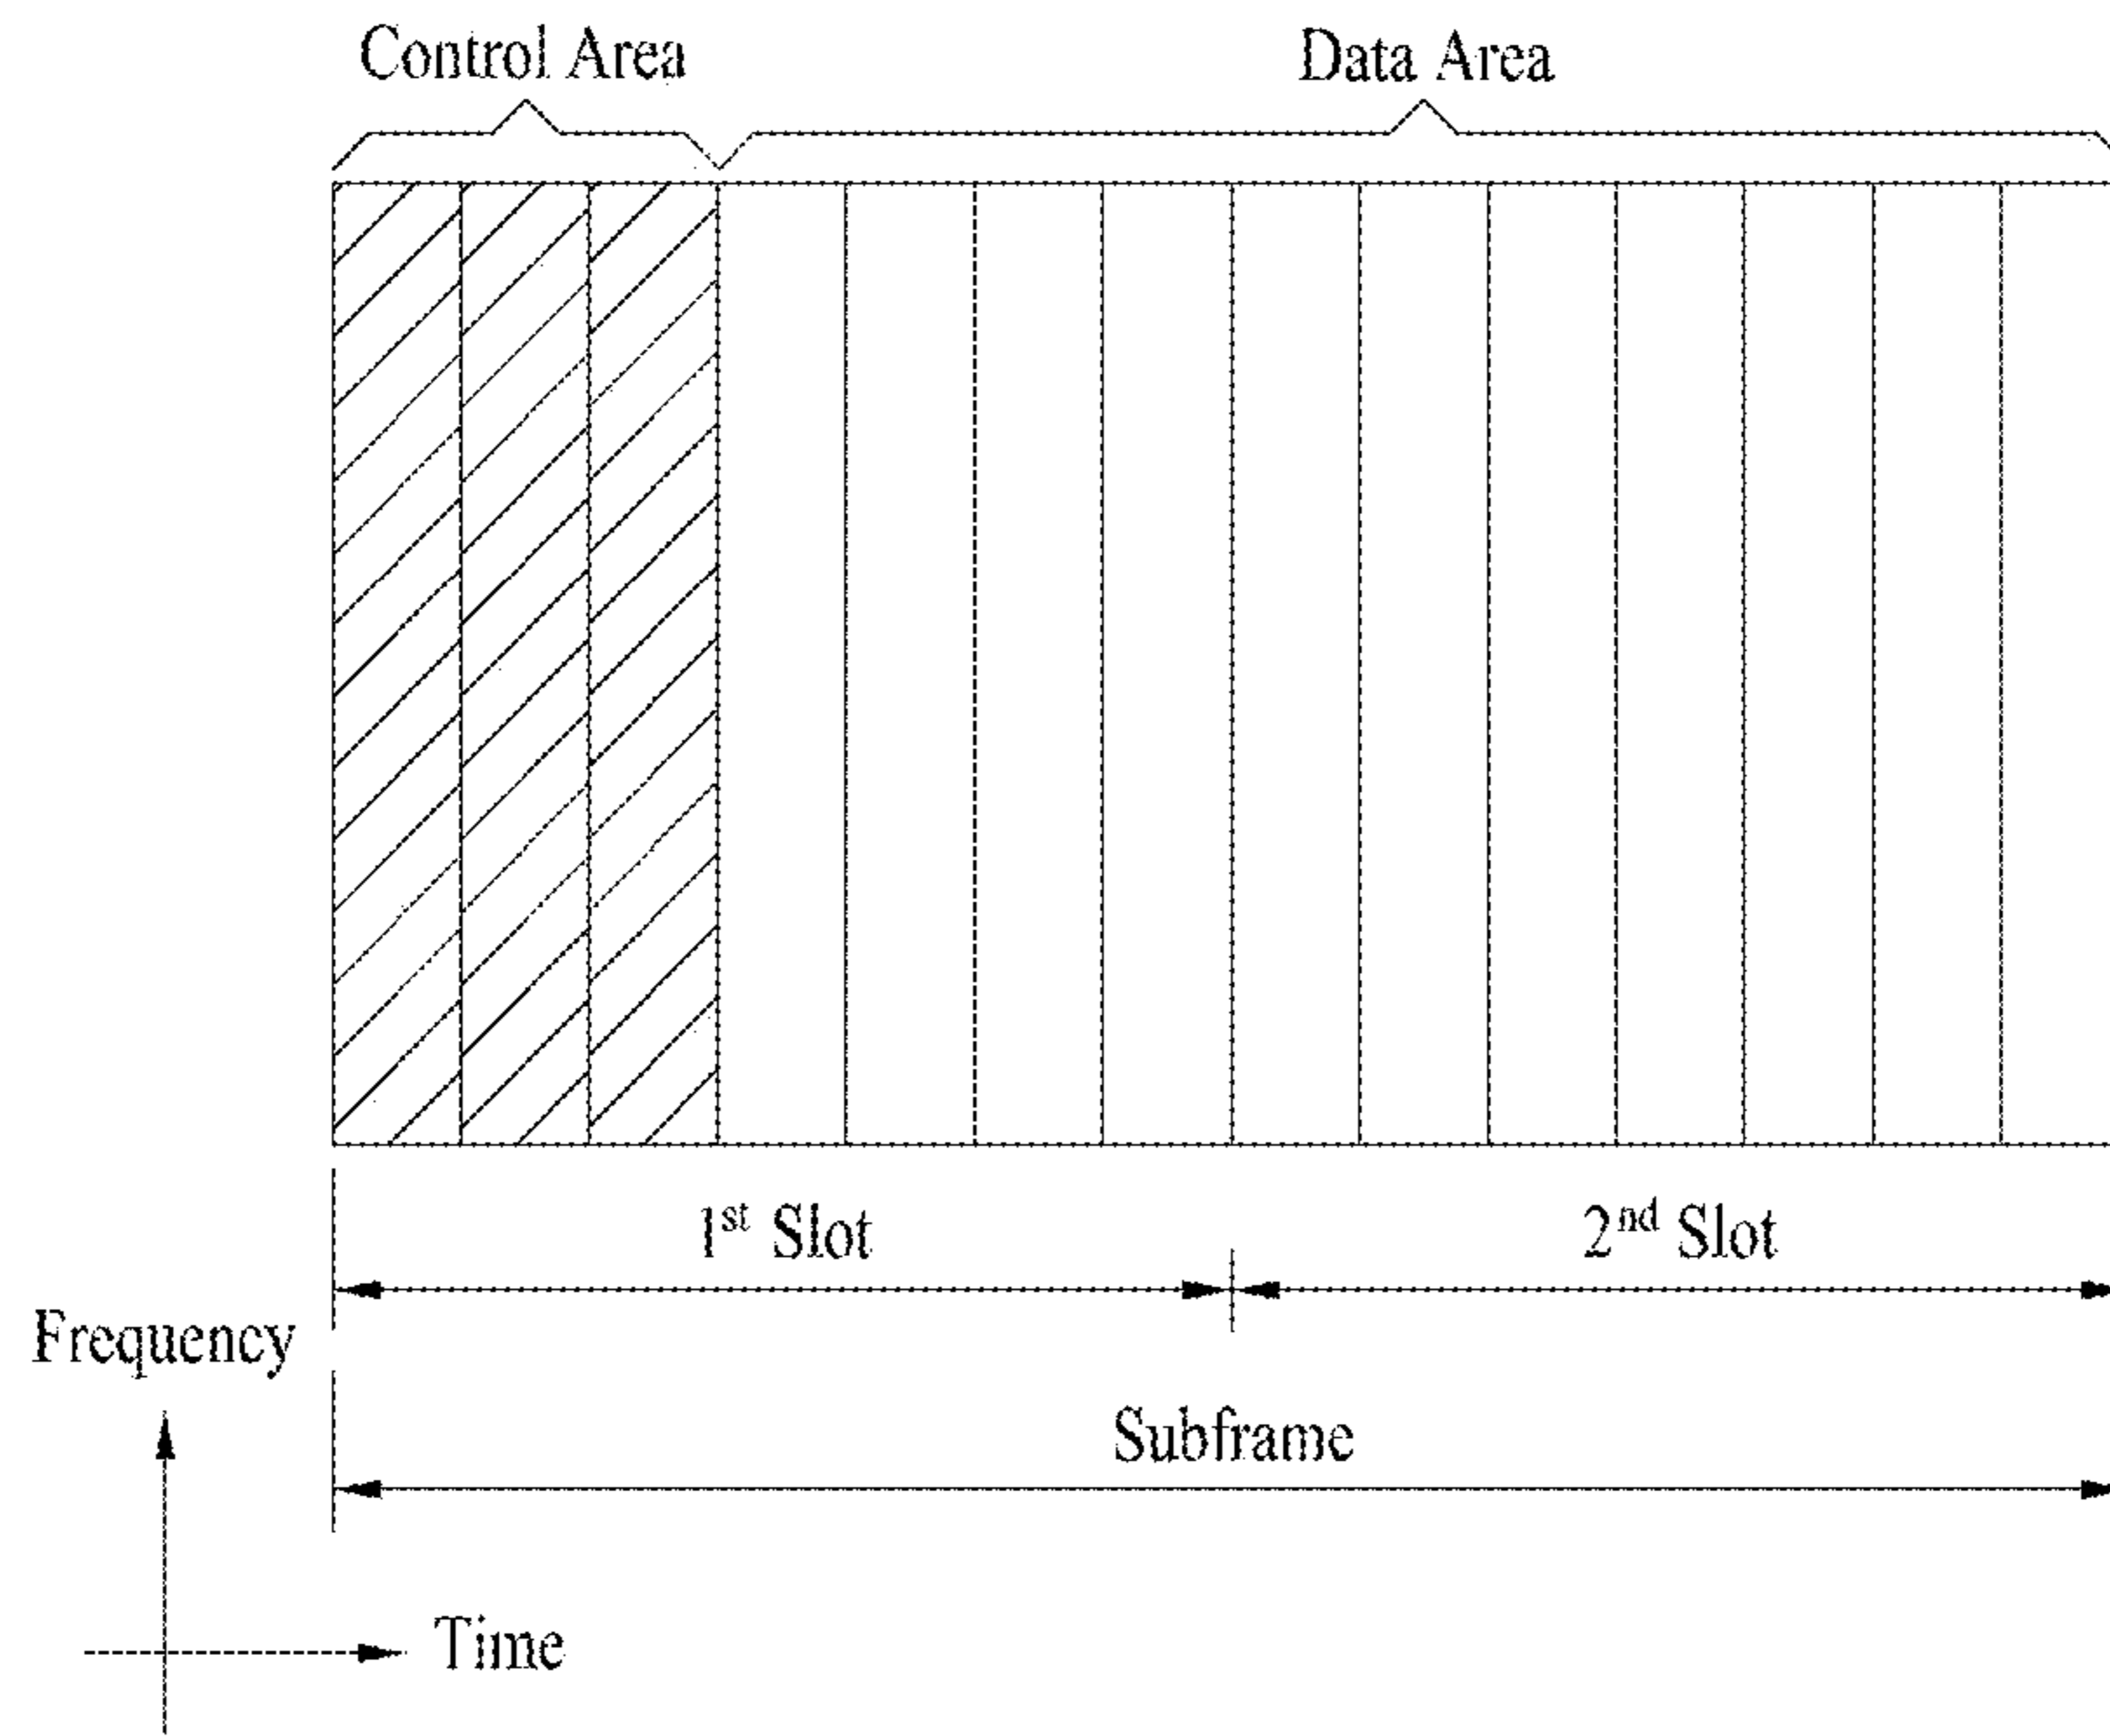 Control Area
Data Area
1st Slot
2nd Slot
Frequency
Subframe
Time